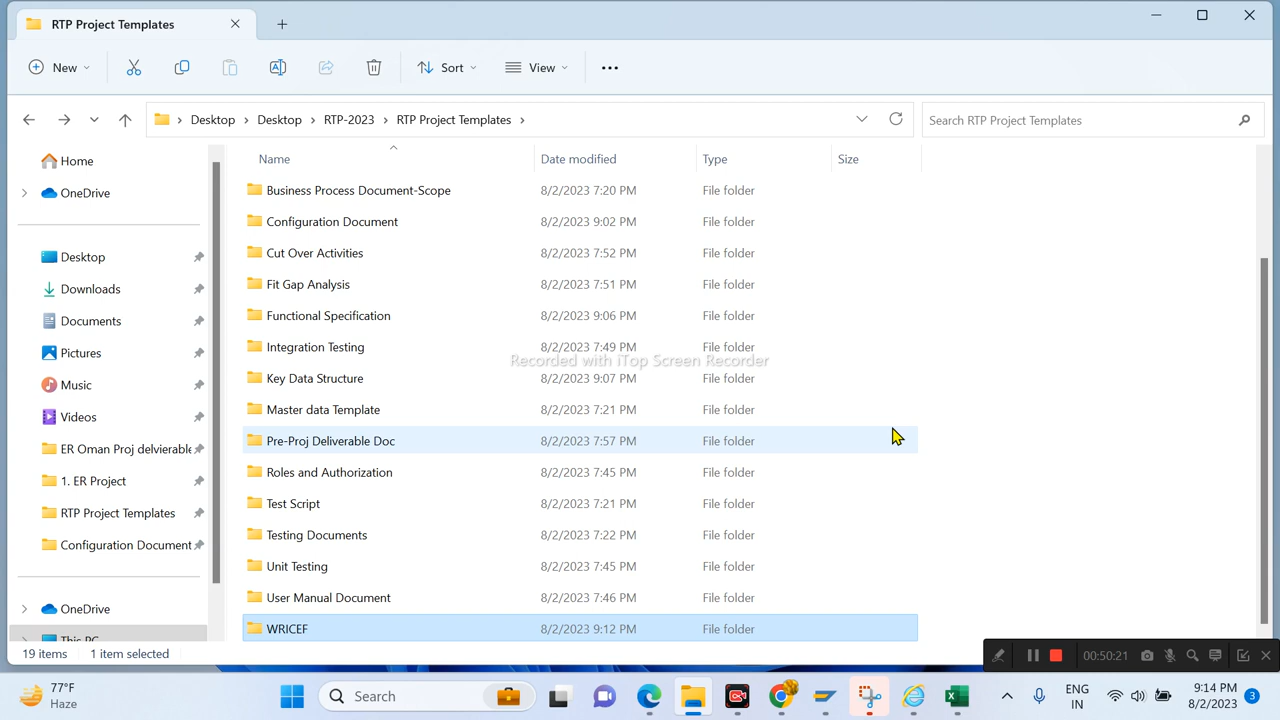 RTP Project Templates
New
Sort
View
Desktop > Desktop > RTP-2023 > RTP Project Templates >
Search RTP Project Templates
Home
OneDrive
Desktop
Downloads
Documents
Pictures
Music
Videos
ER Oman Proj delvierable
1. ER Project
RTP Project Templates
Configuration Document
OneDrive
This PC
Name Date modified Type Size
Business Process Document-Scope 8/2/2023 7:20 PM File folder
Configuration Document 8/2/2023 9:02 PM File folder
Cut Over Activities 8/2/2023 7:52 PM File folder
Fit Gap Analysis 8/2/2023 7:51 PM File folder
Functional Specification 8/2/2023 9:06 PM File folder
Integration Testing 8/2/2023 7:49 PM File folder
Recorded with iTop Screen Recorder
Key Data Structure 8/2/2023 9:07 PM File folder
Master data Template 8/2/2023 7:21 PM File folder
Pre-Proj Deliverable Doc 8/2/2023 7:57 PM File folder
Roles and Authorization 8/2/2023 7:45 PM File folder
Test Script 8/2/2023 7:21 PM File folder
Testing Documents 8/2/2023 7:22 PM File folder
Unit Testing 8/2/2023 7:45 PM File folder
User Manual Document 8/2/2023 7:46 PM File folder
WRICEF 8/2/2023 9:12 PM File folder
19 items 1 item selected
00:50:21
77°F
Haze
Search
ENG
IN
9:14 PM
8/2/2023
3